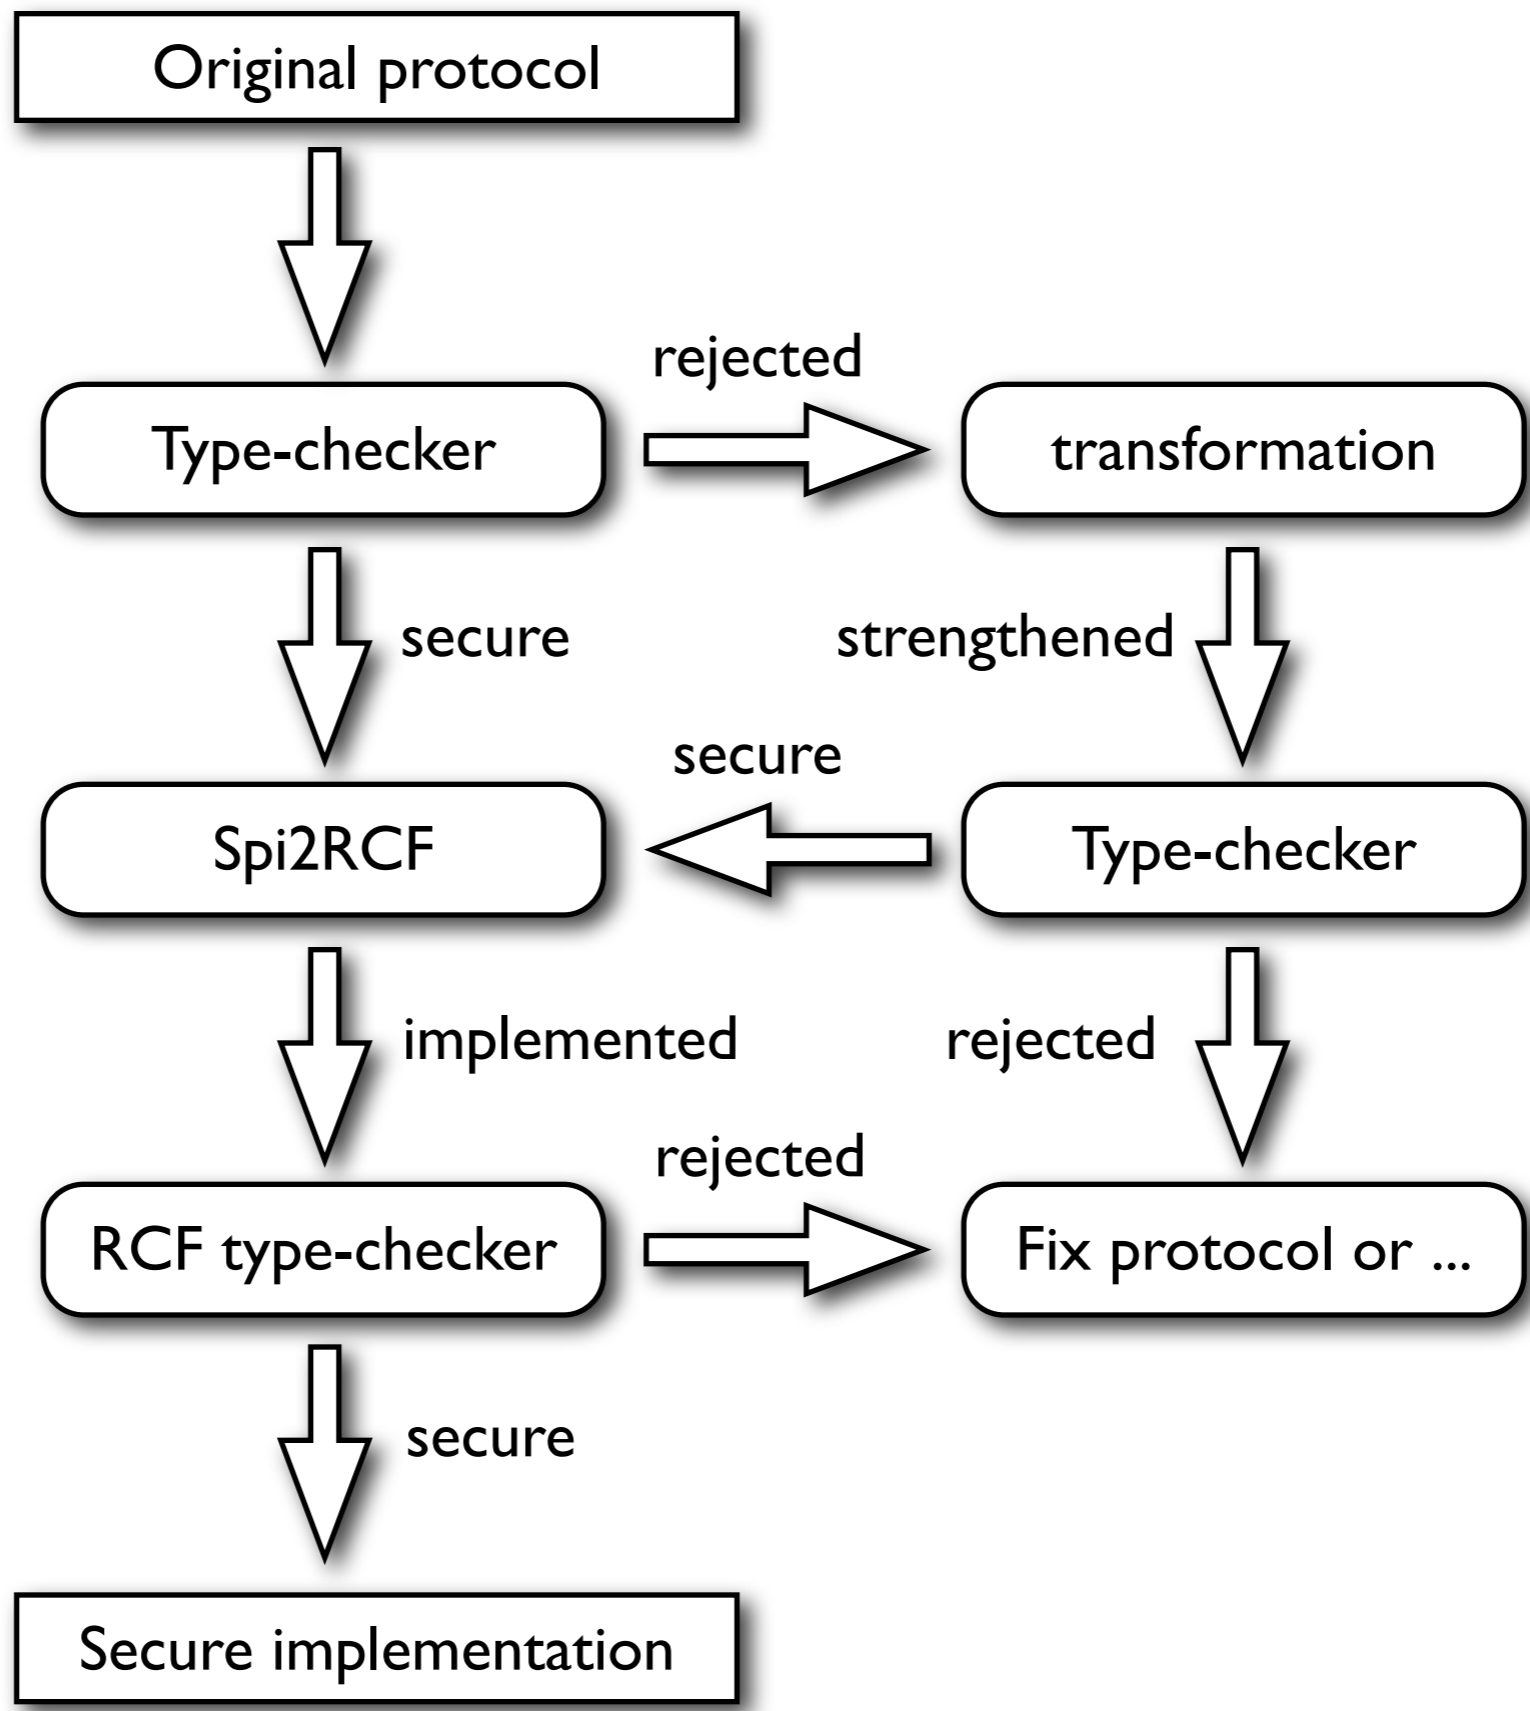 Original protocol
rejected
Type-checker
transformation
secure
strengthened
secure
Spi2RCF
Type-checker
implemented
rejected
rejected
RCF type-checker
Fix protocol or ...
secure
Secure implementation